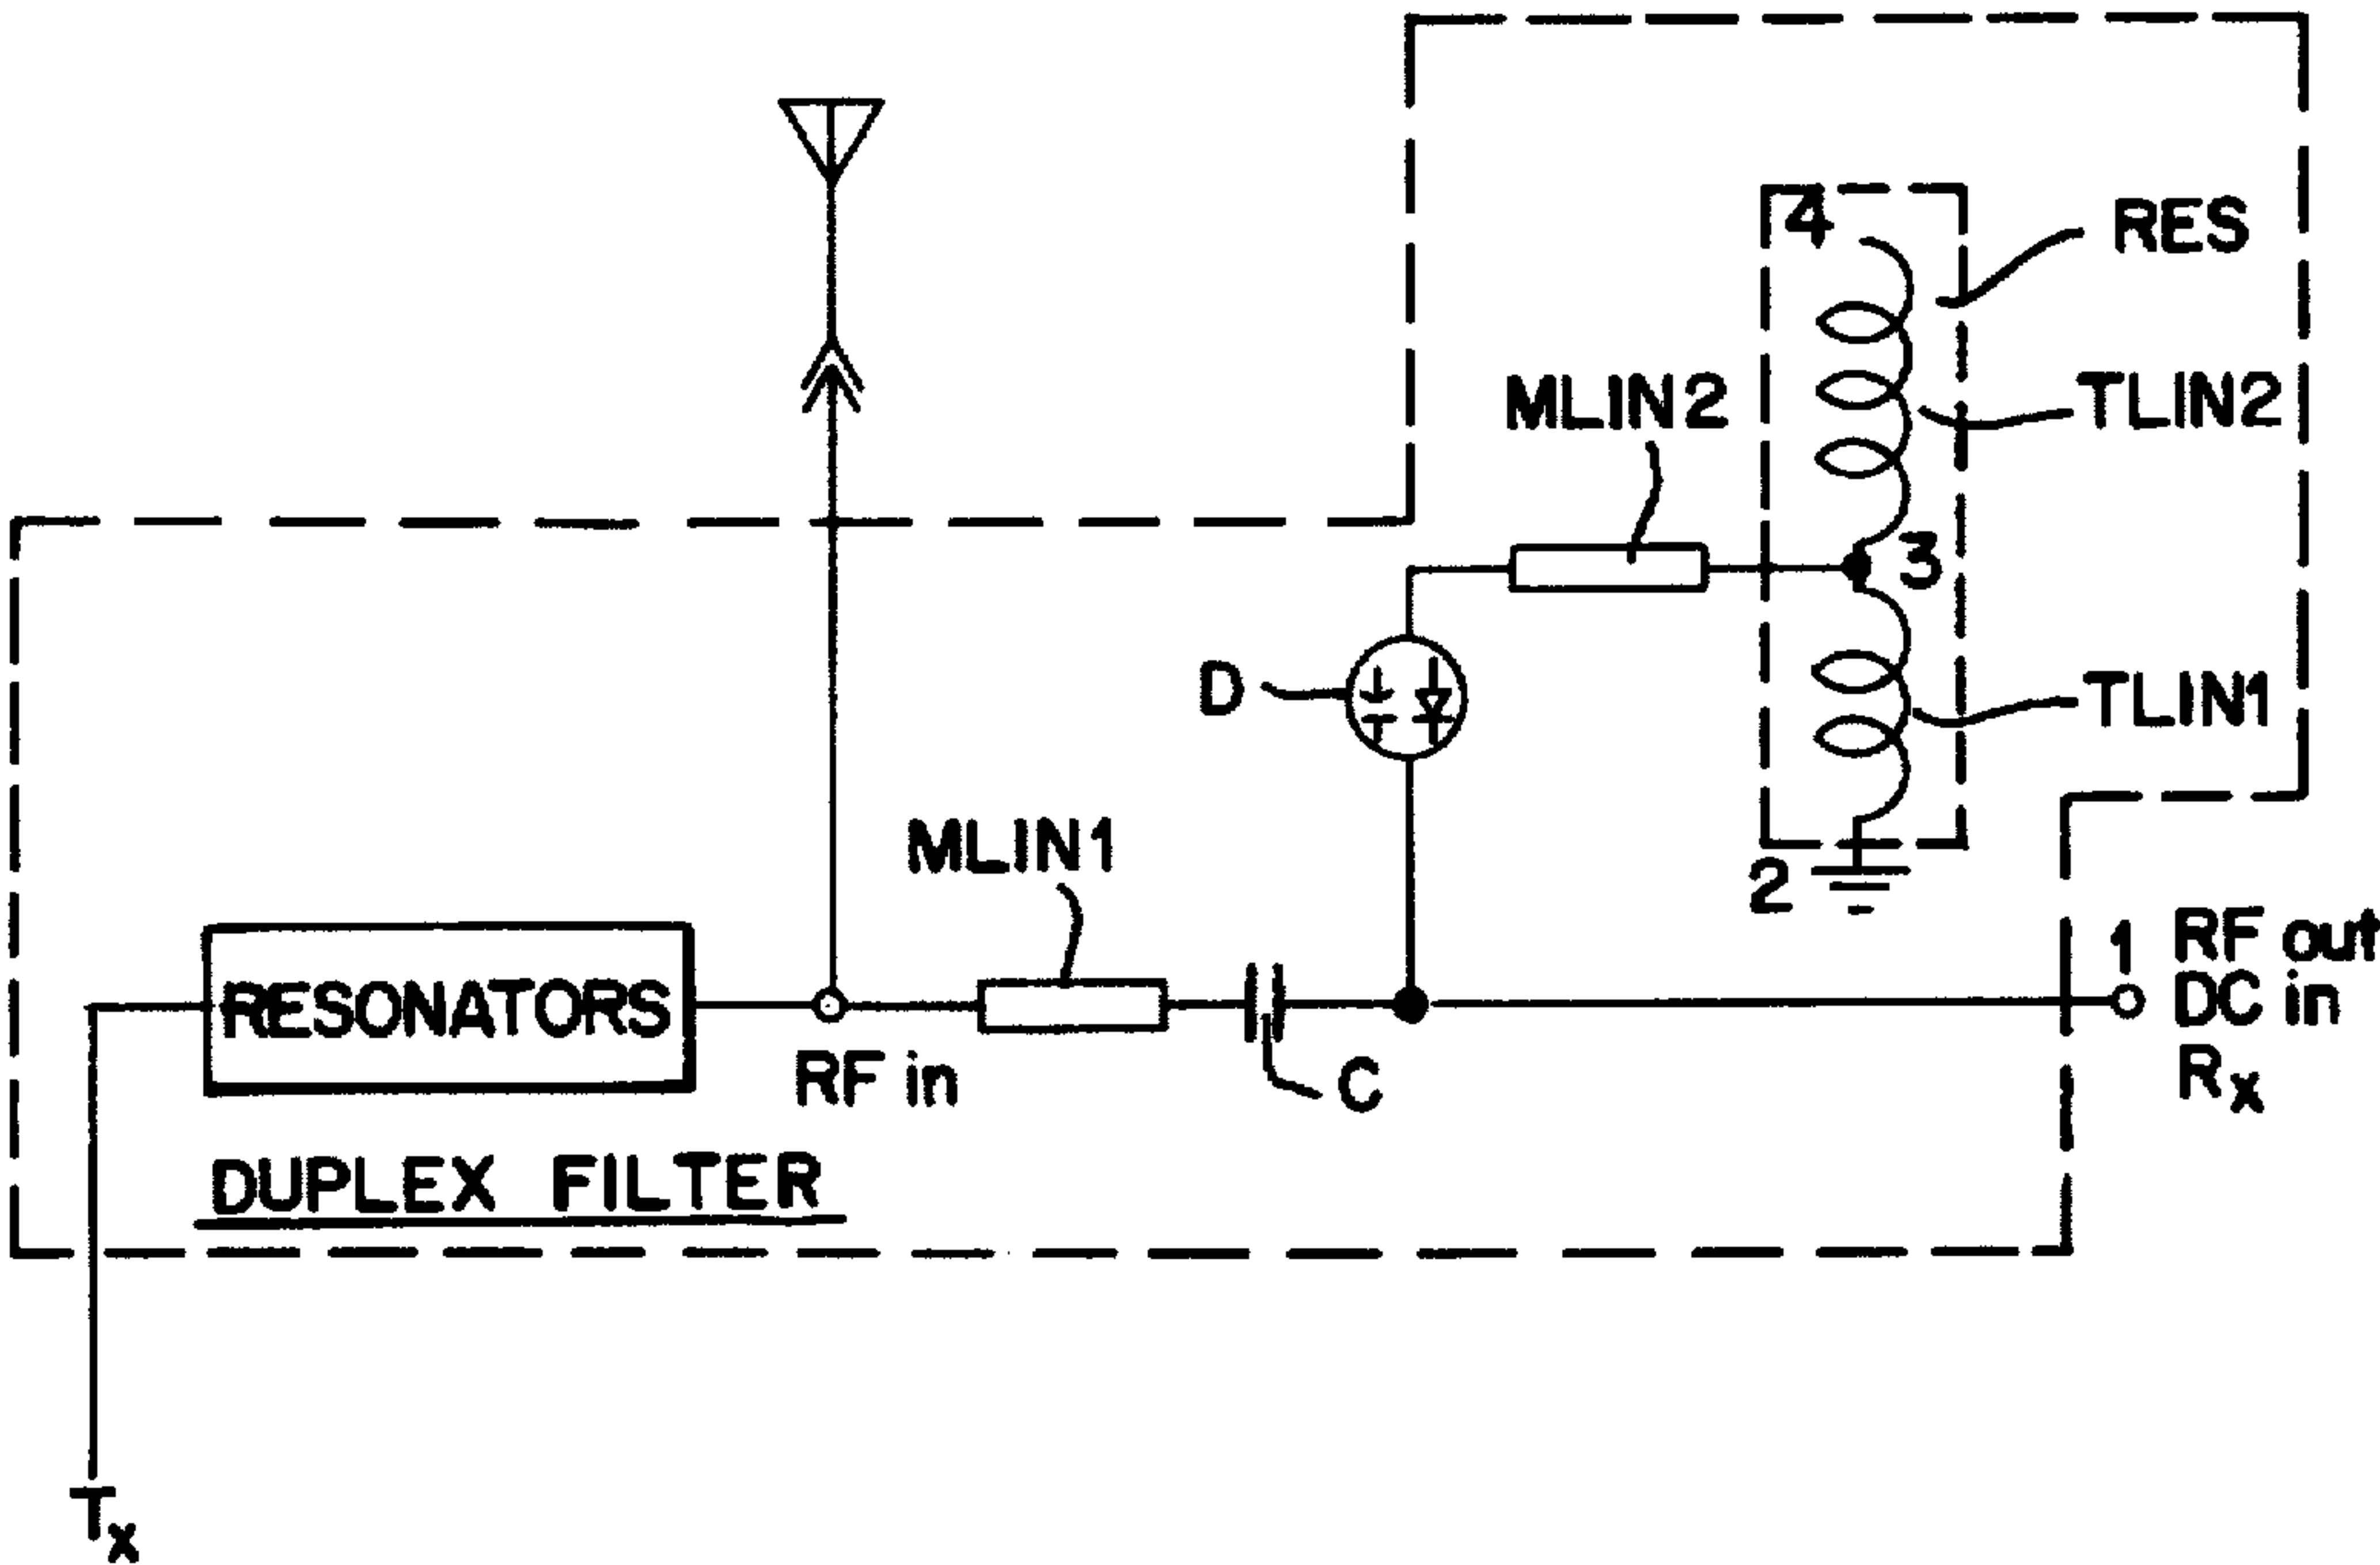 4
RES
MLIN2
TLIN2
3
D
TLIN1
MLIN1
2
1
RF out
DC in
Rx
RESONATORS
RF in
C
DUPLEX FILTER
Tx